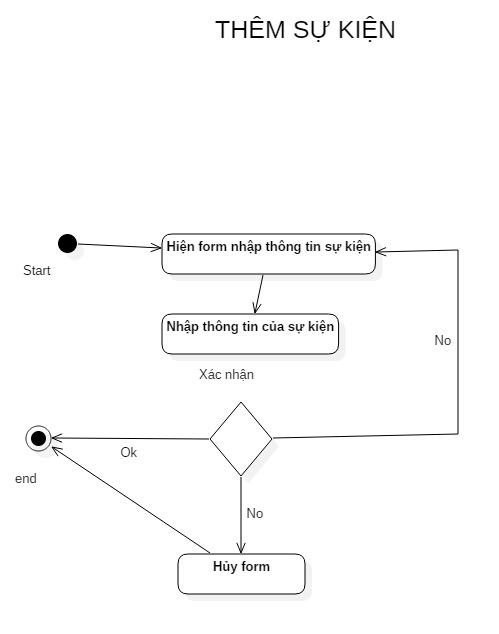 THÊM SỰ KIỆN
Hiện form nhập thông tin sự kiện
Start
Nhập thông tin của sự kiện
No
Xác nhận
Ok
end
No
Hủy form